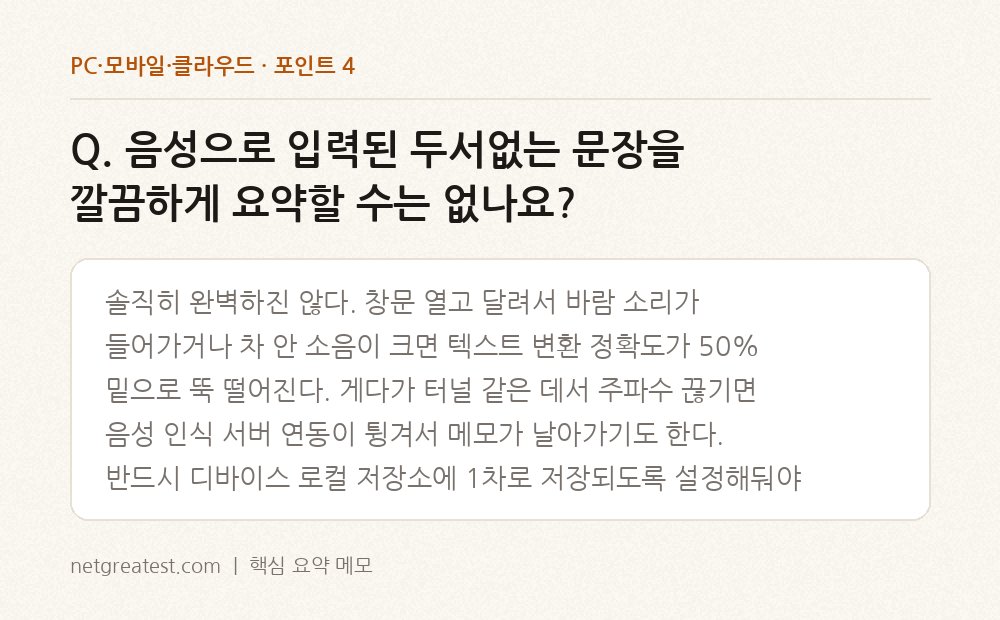 PC·모바일·클라우드 · 포인트 4
Q. 음성으로 입력된 두서없는 문장을
깔끔하게 요약할 수는 없나요?
솔직히 완벽하진 않다. 창문 열고 달려서 바람 소리가
들어가거나 차 안 소음이 크면 텍스트 변환 정확도가 50%
밑으로 뚝 떨어진다. 게다가 터널 같은 데서 주파수 끊기면
음성 인식 서버 연동이 튕겨서 메모가 날아가기도 한다.
반드시 디바이스 로컬 저장소에 1차로 저장되도록 설정해둬야
netgreatest.com | 핵심 요약 메모